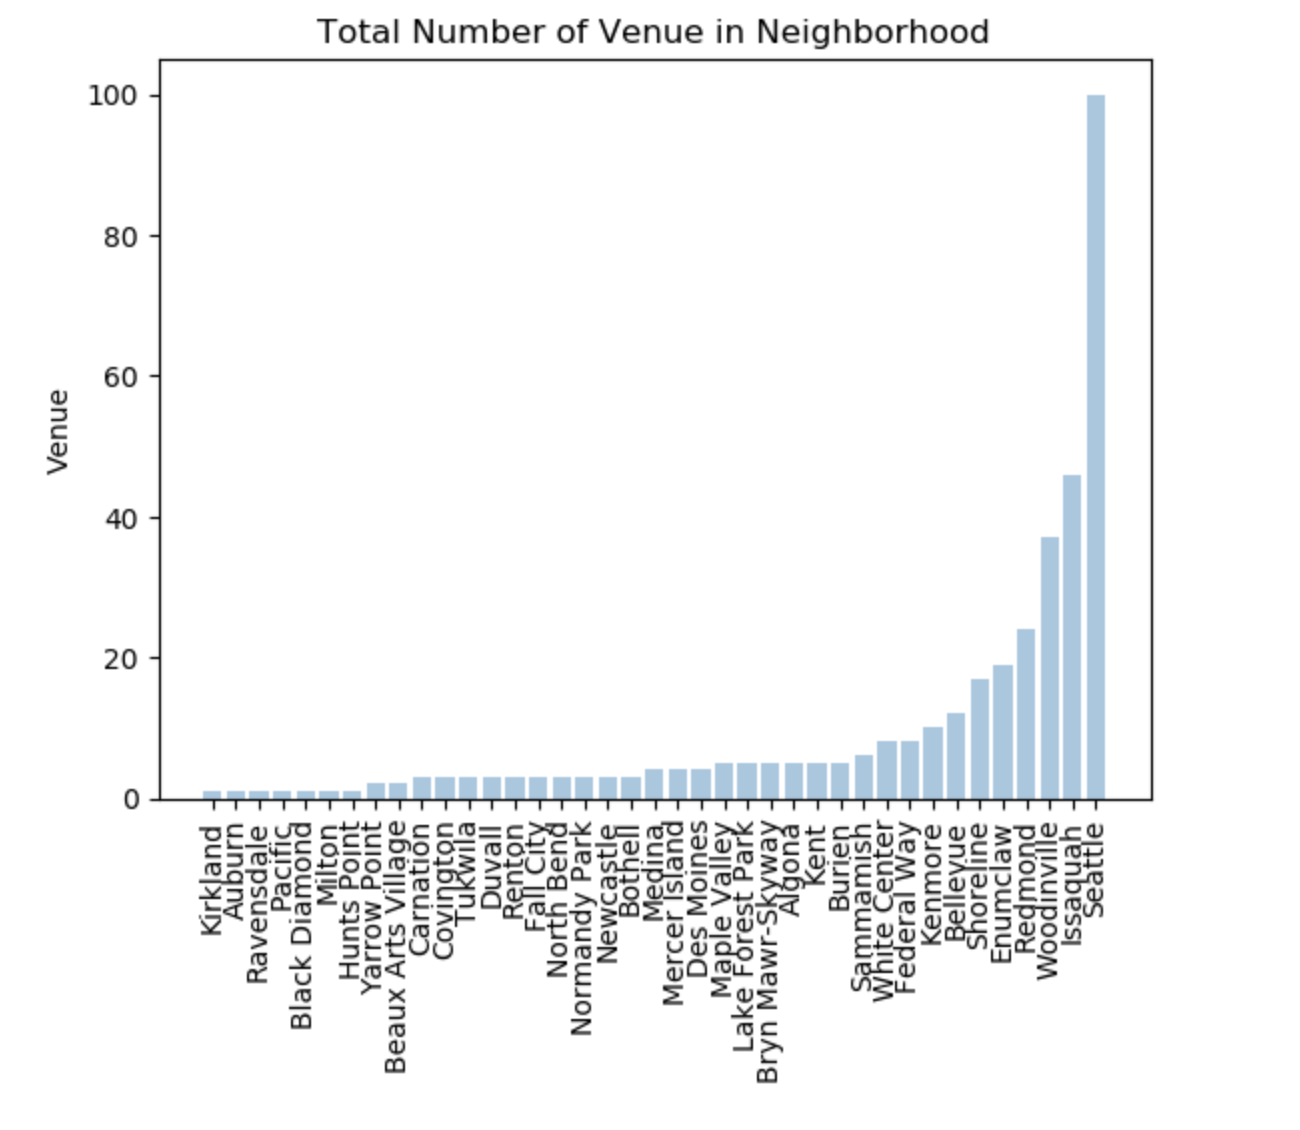 Total Number of Venue in Neighborhood
Venue
100
80
60
40
20
0
Kirkland
Auburn
Ravensdale
Pacific
Black Diamond
Milton
Hunts Point
Yarrow Point
Beaux Arts Village
Carnation
Covington
Tukwila
Duvall
Renton
Fall City
North Bend
Normandy Park
Newcastle
Bothell
Medina
Mercer Island
Des Moines
Maple Valley
Lake Forest Park
Bryn Mawr-Skyway
Algona
Kent
Burien
Sammamish
White Center
Federal Way
Kenmore
Bellevue
Shoreline
Enumclaw
Redmond
Woodinville
Issaquah
Seattle